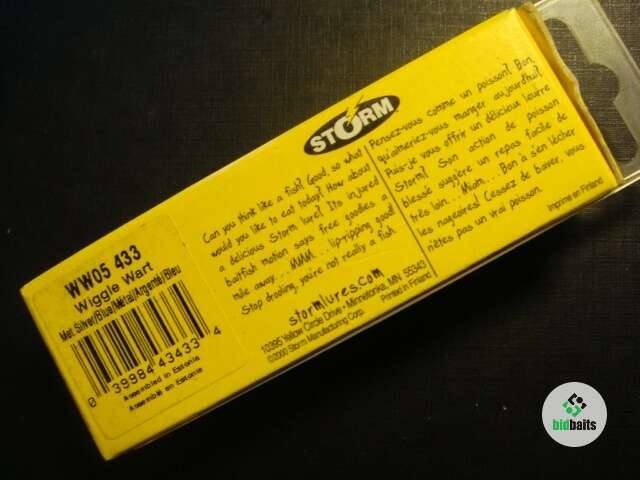 STORM
Can you think like a fish? Good, so what
would you like to eat today? How about
a delicious Storm lure? Its injured
baitfish motion says free goodies a
mile away...MMM...lip-ripping good!
Stop drooling, you're not really a fish.
stormlures.com
10395 Yellow Circle Drive • Minnetonka, MN 55343
©2000 Storm Manufacturing Corp. Printed in Finland
Pensez-vous comme un poisson? Bon,
qu'aimeriez-vous manger aujourd'hui?
Puis-je vous offrir un délicieux leurre
Storm? Son action de poisson
blessé suggère un repas facile de
très loin...Miam...Bon à s'en lécher
les nageoires! Cessez de baver, vous
n'êtes pas un vrai poisson.
Imprimé en Finland
WW05 433
Wiggle Wart
Met.Silver/Blue/Métal/Argenté/Bleu
0 39984 43433 4
Assembled in Estonia
Assemblé en Estonie
bidbaits